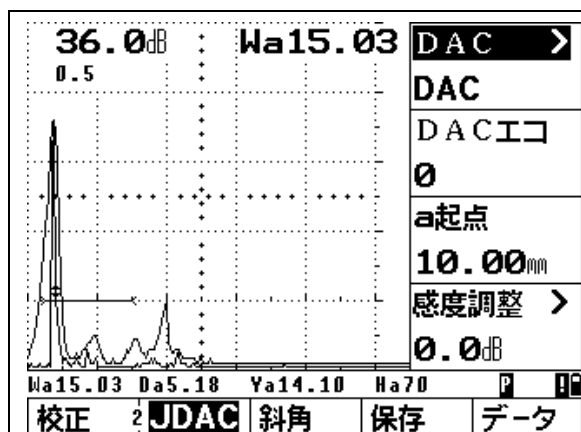 36.0dB Wa15.03
0.5
DAC >
DAC
DACエコ
0
a起点
10.00mm
感度調整 >
0.0dB
Wa15.03 Da5.18 Ya14.10 Ha70 P
校正 2 JDAC 斜角 保存 データ